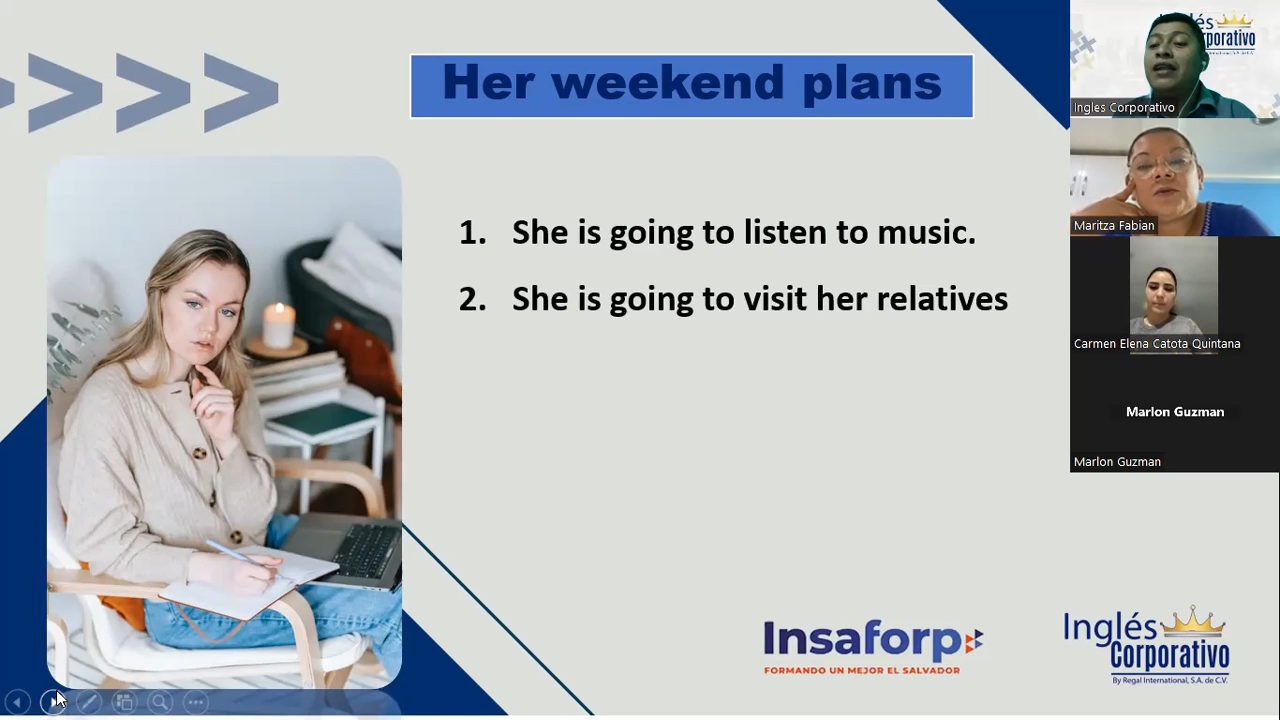 Her weekend plans
1. She is going to listen to music.
2. She is going to visit her relatives
Insaforp
FORMANDO UN MEJOR EL SALVADOR
Inglés
Corporativo
By Regal International, S.A. de C.V.
Ingles Corporativo
Maritza Fabian
Carmen Elena Catota Quintana
Marlon Guzman
Marlon Guzman